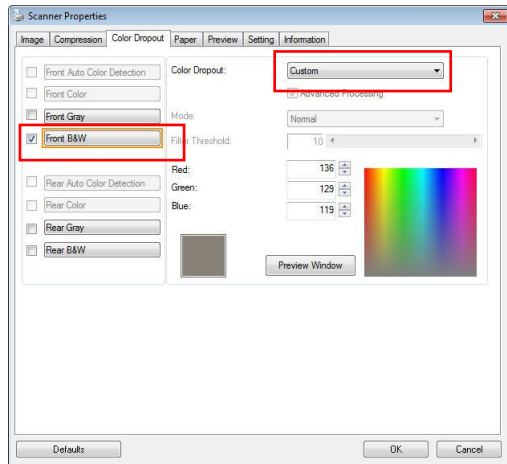 Scanner Properties
Image Compression Color Dropout Paper Preview Setting Information
Front Auto Color Detection
Front Color
Front Gray
Front B&W
Rear Auto Color Detection
Rear Color
Rear Gray
Rear B&W
Color Dropout: Custom
Advanced Processing
Mode: Normal
Filter Threshold: 10
Red: 136
Green: 129
Blue: 119
Preview Window
Defaults OK Cancel